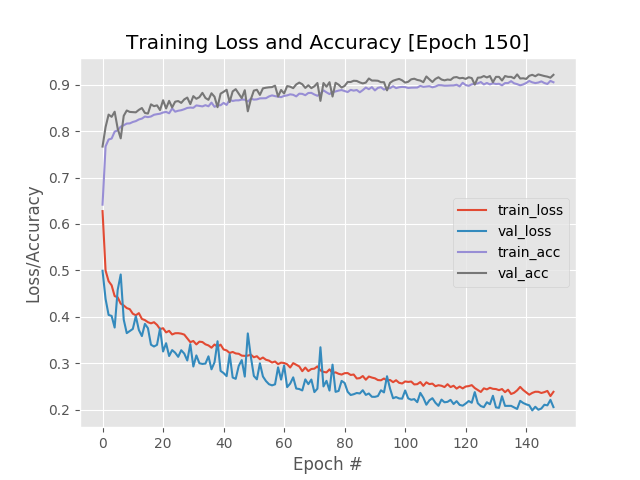 Training Loss and Accuracy [Epoch 150]
Loss/Accuracy
0.9
0.8
0.7
0.6
0.5
0.4
0.3
0.2
train_loss
val_loss
train_acc
val_acc
0 20 40 60 80 100 120 140
Epoch #